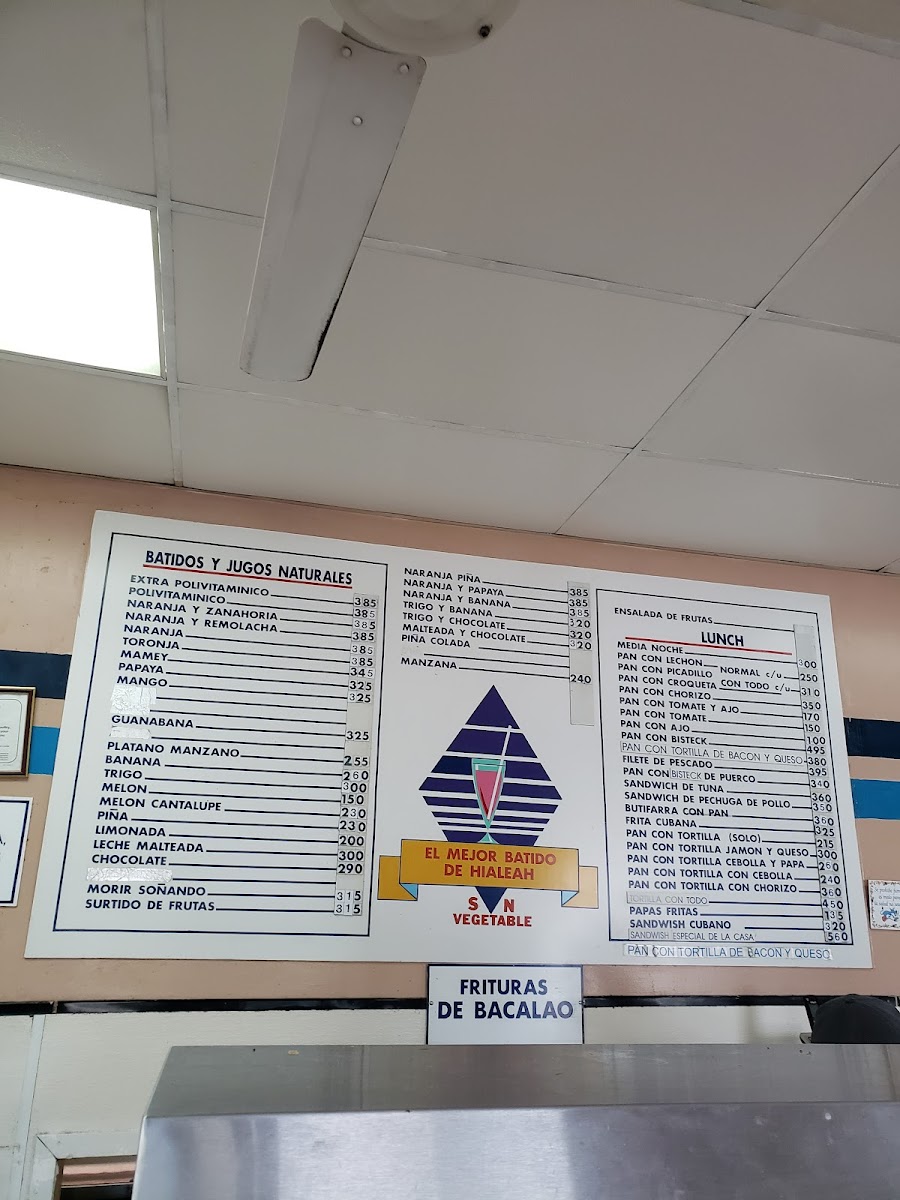 BATIDOS Y JUGOS NATURALES
EXTRA POLIVITAMINICO 385
POLIVITAMINICO 385
NARANJA Y ZANAHORIA 385
NARANJA Y REMOLACHA 385
NARANJA 385
TORONJA 385
MAMEY 345
PAPAYA 325
MANGO 325
GUANABANA 325
PLATANO MANZANO 255
BANANA 260
TRIGO 300
MELON 150
MELON CANTALUPE 230
PIÑA 230
LIMONADA 200
LECHE MALTEADA 300
CHOCOLATE 290
MORIR SOÑANDO 315
SURTIDO DE FRUTAS 315
NARANJA PIÑA 385
NARANJA Y PAPAYA 385
NARANJA Y BANANA 385
TRIGO Y BANANA 320
TRIGO Y CHOCOLATE 320
MALTEADA Y CHOCOLATE 320
PIÑA COLADA
MANZANA 240
EL MEJOR BATIDO
DE HIALEAH
S N
VEGETABLE
ENSALADA DE FRUTAS
LUNCH
MEDIA NOCHE 300
PAN CON LECHON NORMAL c/u 250
PAN CON PICADILLO
PAN CON CROQUETA CON TODO c/u 310
PAN CON CHORIZO 350
PAN CON TOMATE Y AJO 170
PAN CON TOMATE 150
PAN CON AJO 100
PAN CON BISTECK 495
PAN CON TORTILLA DE BACON Y QUESO 380
FILETE DE PESCADO 395
PAN CON BISTECK DE PUERCO 340
SANDWICH DE TUNA 360
SANDWICH DE PECHUGA DE POLLO 350
BUTIFARRA CON PAN 360
FRITA CUBANA 325
PAN CON TORTILLA (SOLO) 215
PAN CON TORTILLA JAMON Y QUESO 300
PAN CON TORTILLA CEBOLLA Y PAPA 260
PAN CON TORTILLA CON CEBOLLA 240
PAN CON TORTILLA CON CHORIZO 360
TORTILLA CON TODO 450
PAPAS FRITAS 135
SANDWISH CUBANO 320
SANDWISH ESPECIAL DE LA CASA 560
PAN CON TORTILLA DE BACON Y QUESO
FRITURAS
DE BACALAO